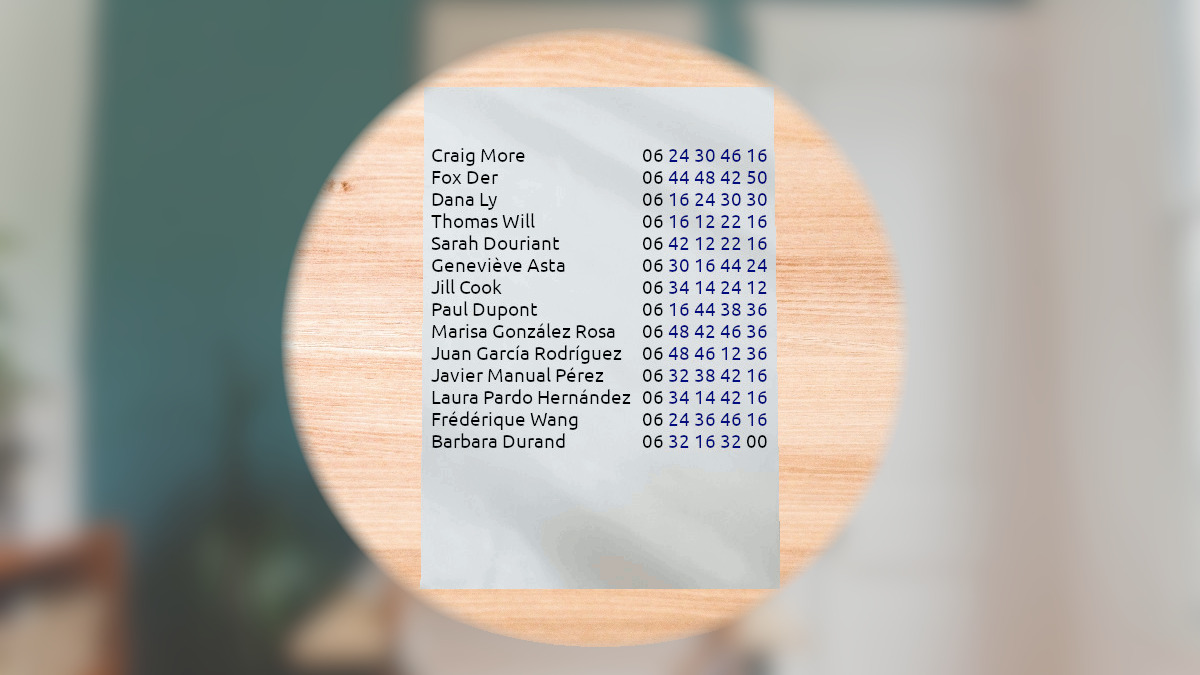 Craig More 06 24 30 46 16
Fox Der 06 44 48 42 50
Dana Ly 06 16 24 30 30
Thomas Will 06 16 12 22 16
Sarah Douriant 06 42 12 22 16
Geneviève Asta 06 30 16 44 24
Jill Cook 06 34 14 24 12
Paul Dupont 06 16 44 38 36
Marisa González Rosa 06 48 42 46 36
Juan García Rodríguez 06 48 46 12 36
Javier Manual Pérez 06 32 38 42 16
Laura Pardo Hernández 06 34 14 42 16
Frédérique Wang 06 24 36 46 16
Barbara Durand 06 32 16 32 00